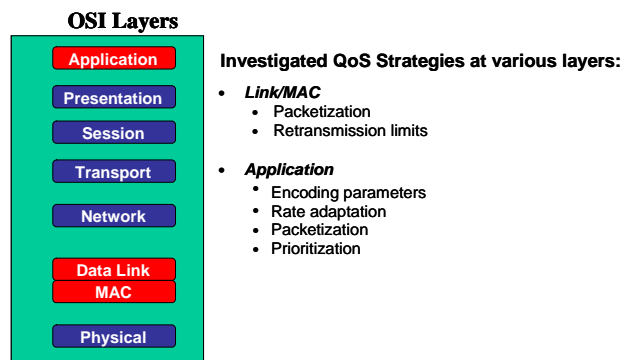 OSI Layers
Application
Presentation
Session
Transport
Network
Data Link
MAC
Physical
Investigated QoS Strategies at various layers:
• Link/MAC
• Packetization
• Retransmission limits
• Application
• Encoding parameters
• Rate adaptation
• Packetization
• Prioritization